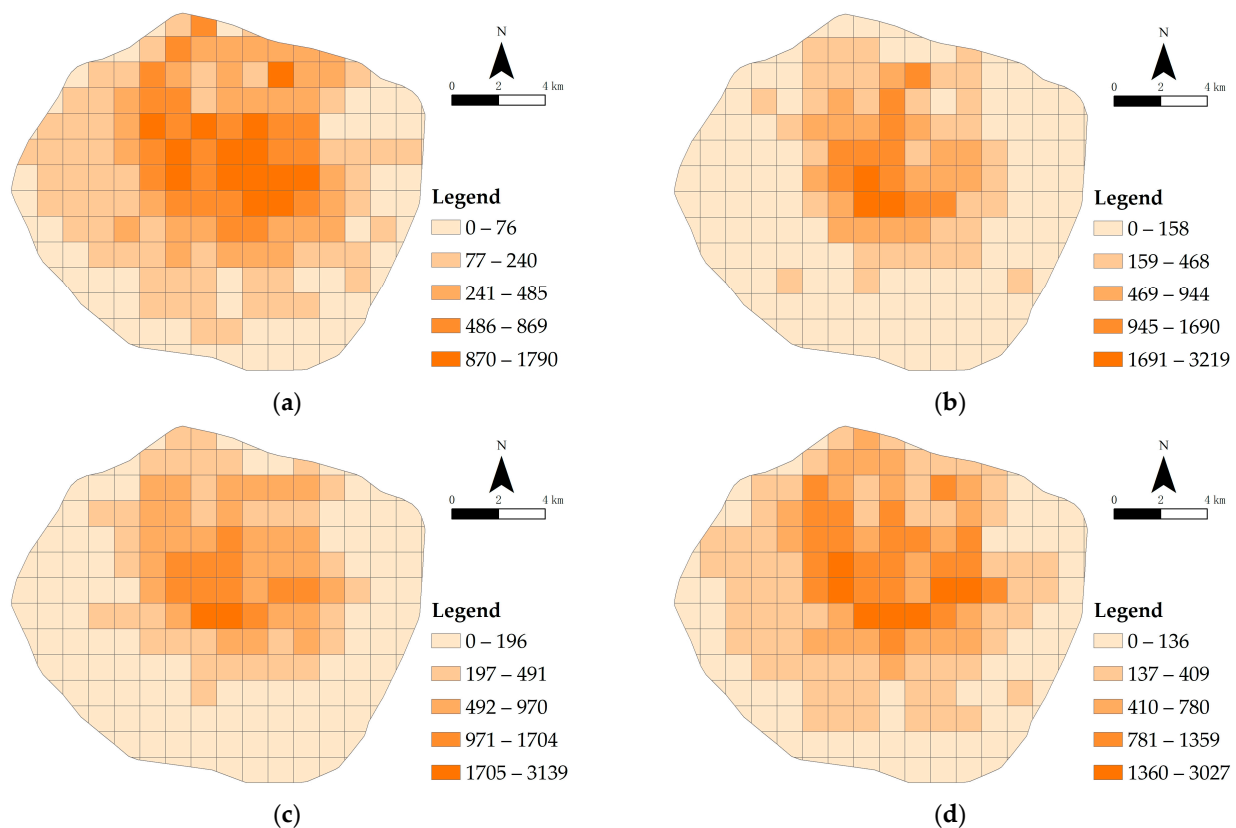 N
0 2 4 km
Legend
0 – 76
77 – 240
241 – 485
486 – 869
870 – 1790
(a)
N
0 2 4 km
Legend
0 – 158
159 – 468
469 – 944
945 – 1690
1691 – 3219
(b)
N
0 2 4 km
Legend
0 – 196
197 – 491
492 – 970
971 – 1704
1705 – 3139
(c)
N
0 2 4 km
Legend
0 – 136
137 – 409
410 – 780
781 – 1359
1360 – 3027
(d)